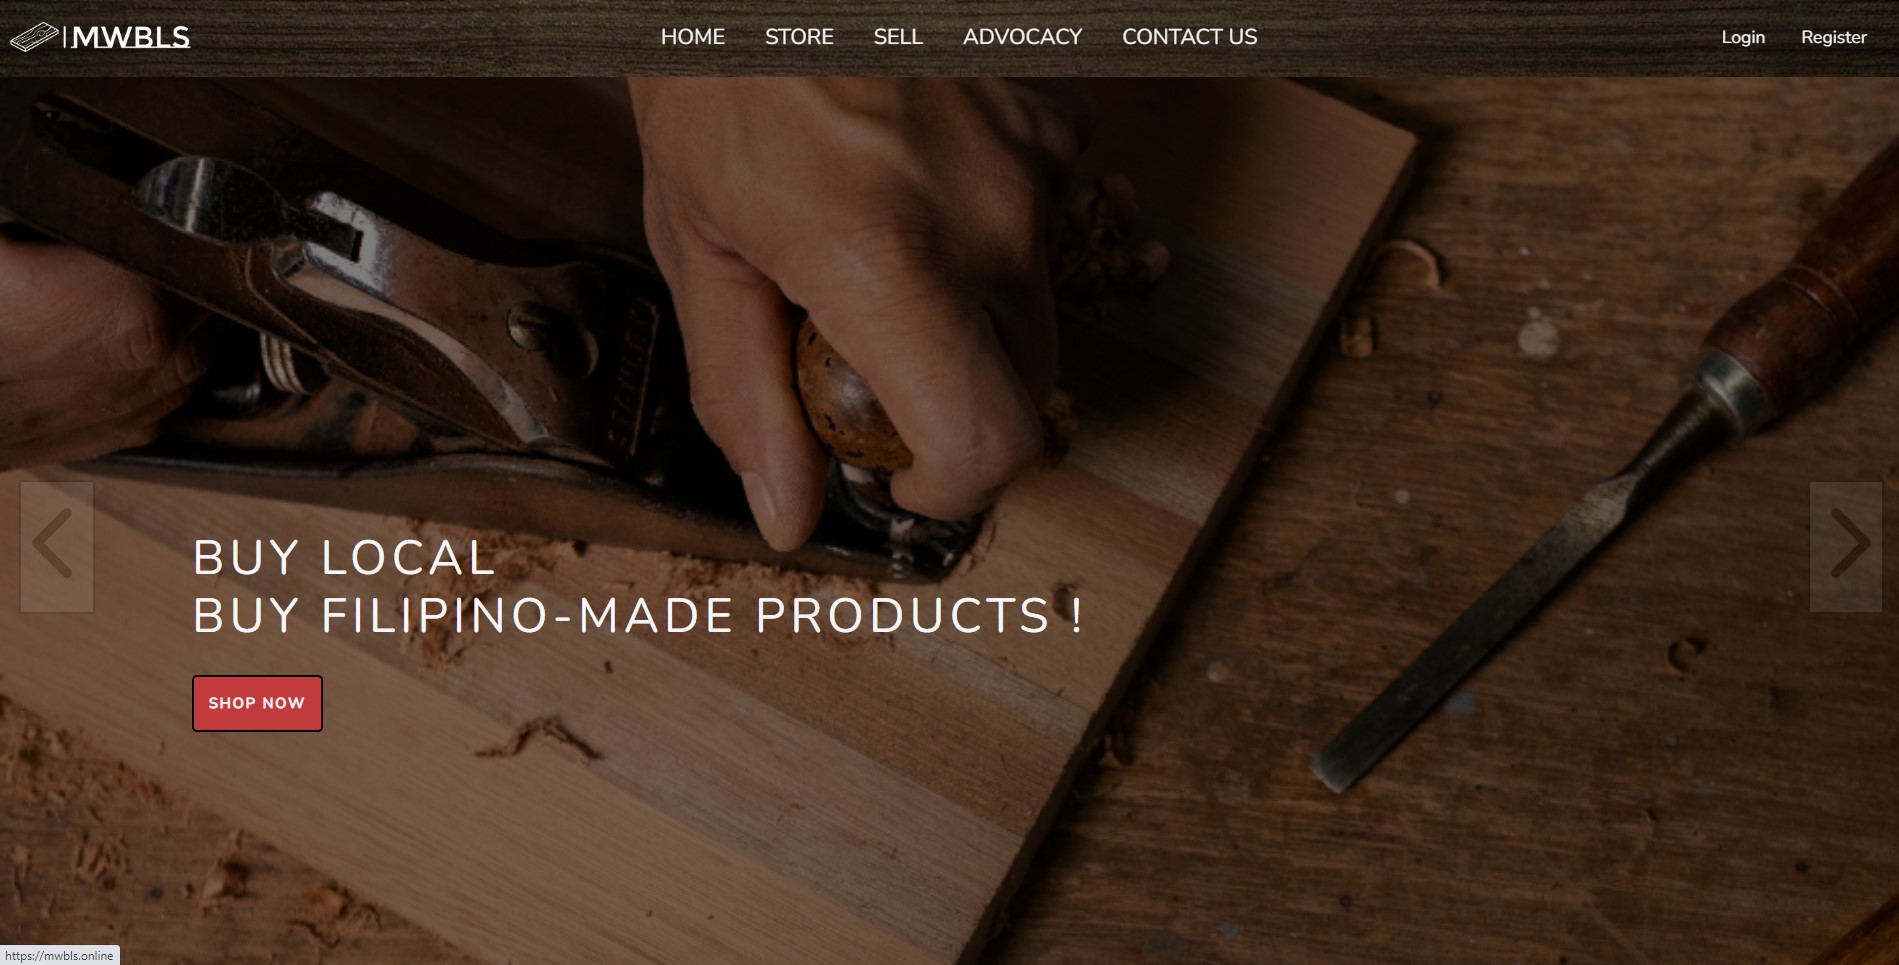 MWBLS
HOME STORE SELL ADVOCACY CONTACT US
Login Register
STANLEY
BUY LOCAL
BUY FILIPINO-MADE PRODUCTS !
SHOP NOW
https://mwbls.online